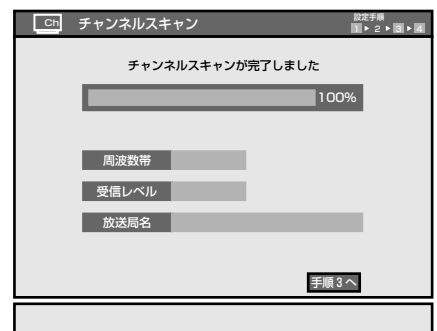 Ch チャンネルスキャン
設定手順
1 ▶ 2 ▶ 3 ▶ 4
チャンネルスキャンが完了しました
100%
周波数帯
受信レベル
放送局名
手順3へ